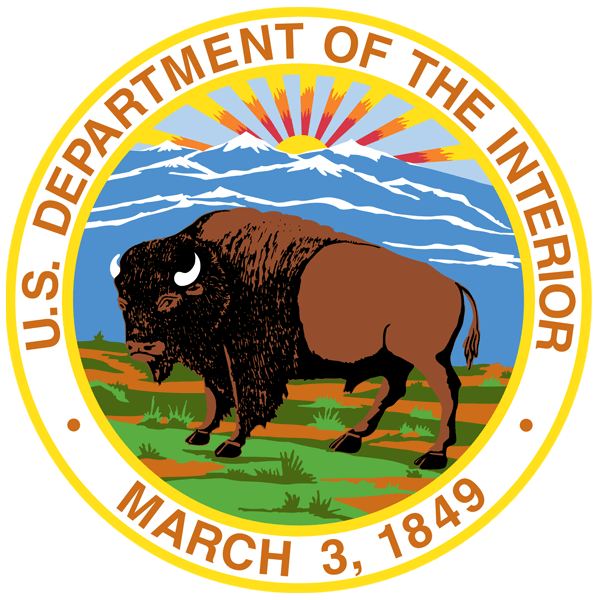 U.S. DEPARTMENT OF THE INTERIOR
MARCH 3, 1849